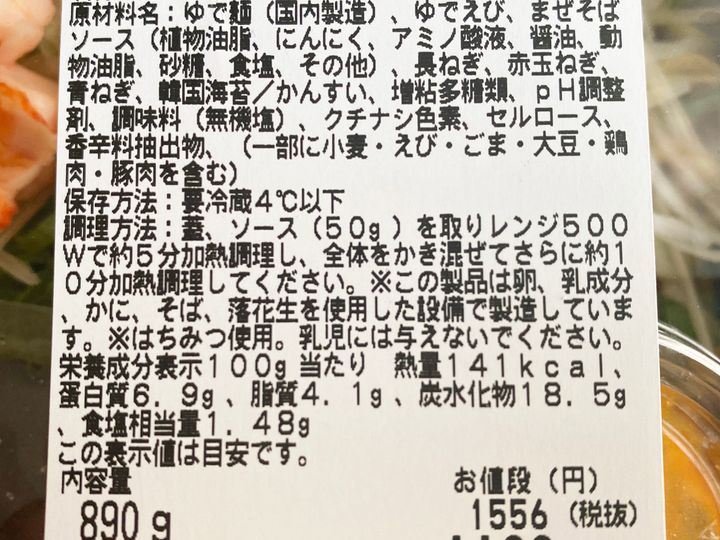 原材料名：ゆで麺（国内製造）、ゆでえび、まぜそば
ソース（植物油脂、にんにく、アミノ酸液、醤油、動
物油脂、砂糖、食塩、その他）、長ねぎ、赤玉ねぎ、
青ねぎ、韓国海苔／かんすい、増粘多糖類、ｐＨ調整
剤、調味料（無機塩）、クチナシ色素、セルロース、
香辛料抽出物、（一部に小麦・えび・ごま・大豆・鶏
肉・豚肉を含む）
保存方法：要冷蔵４℃以下
調理方法：蓋、ソース（50g）を取りレンジ５００
Ｗで約５分加熱調理し、全体をかき混ぜてさらに約１
０分加熱調理してください。※この製品は卵、乳成分
、かに、そば、落花生を使用した設備で製造していま
す。※はちみつ使用。乳児には与えないでください。
栄養成分表示１００g 当たり　熱量１４１ｋｃａｌ、
蛋白質６．９g、脂質４．１g、炭水化物１８．５g
、食塩相当量１．４８g
この表示値は目安です。
内容量　お値段（円）
890g　1556（税抜）